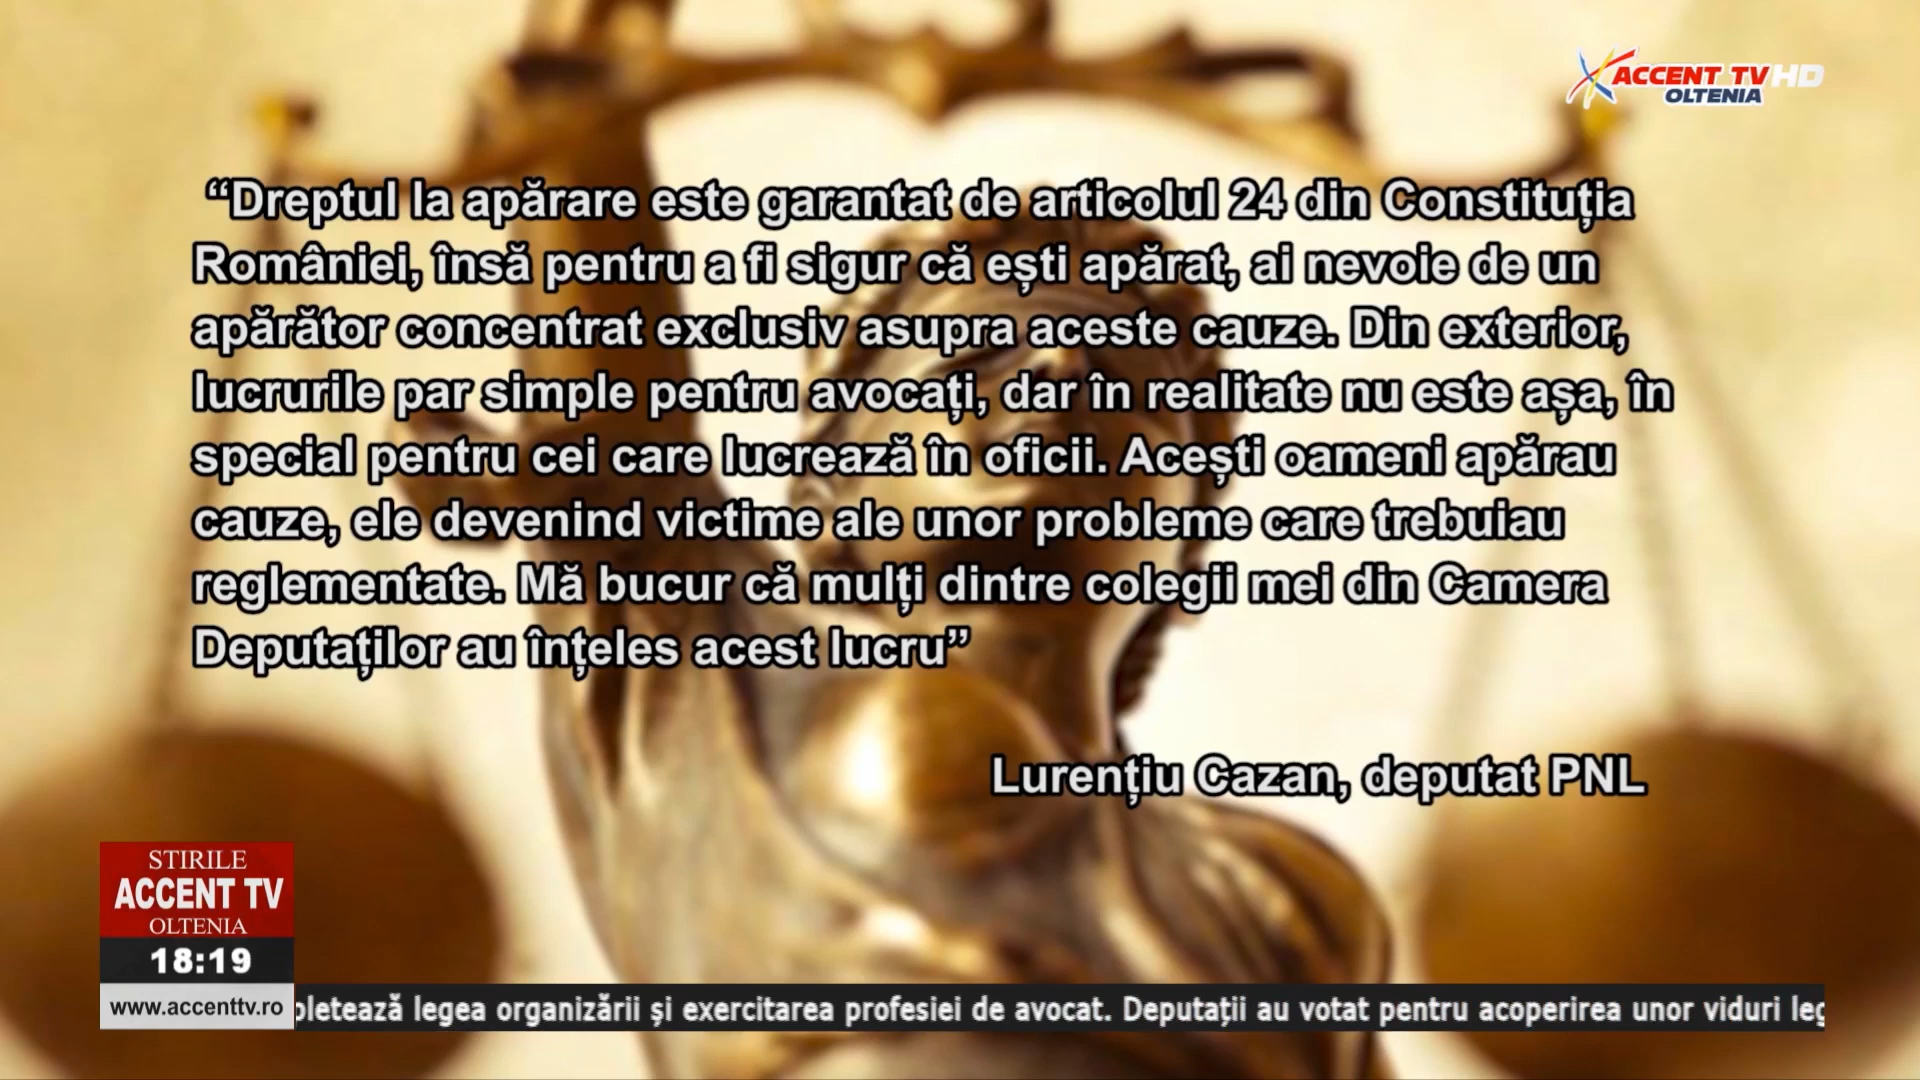 ACCENT TV HD
OLTENIA
“Dreptul la apărare este garantat de articolul 24 din Constituția
României, însă pentru a fi sigur că ești apărat, ai nevoie de un
apărător concentrat exclusiv asupra aceste cauze. Din exterior,
lucrurile par simple pentru avocați, dar în realitate nu este așa, în
special pentru cei care lucrează în oficii. Acești oameni apărau
cauze, ele devenind victime ale unor probleme care trebuiau
reglementate. Mă bucur că mulți dintre colegii mei din Camera
Deputaților au înțeles acest lucru”
Lurențiu Cazan, deputat PNL
STIRILE
ACCENT TV
OLTENIA
18:19
www.accenttv.ro
pletează legea organizării și exercitarea profesiei de avocat. Deputații au votat pentru acoperirea unor viduri leg